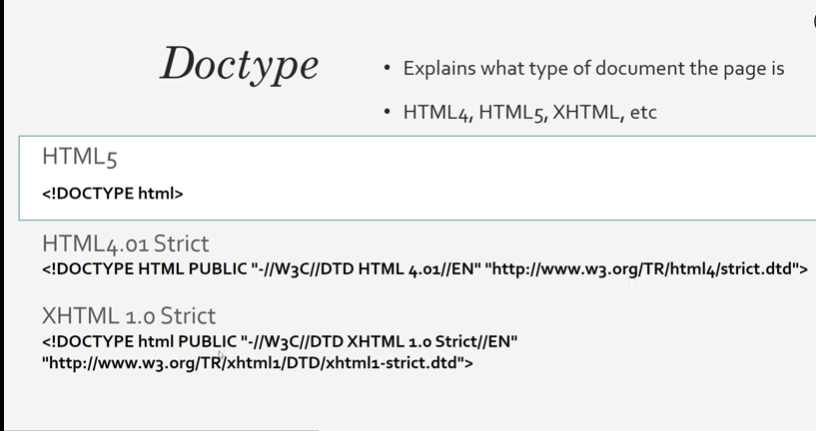 Doctype
• Explains what type of document the page is
• HTML4, HTML5, XHTML, etc
HTML5
<!DOCTYPE html>
HTML4.01 Strict
<!DOCTYPE HTML PUBLIC "-//W3C//DTD HTML 4.01//EN" "http://www.w3.org/TR/html4/strict.dtd">
XHTML 1.0 Strict
<!DOCTYPE html PUBLIC "-//W3C//DTD XHTML 1.0 Strict//EN"
"http://www.w3.org/TR/xhtml1/DTD/xhtml1-strict.dtd">